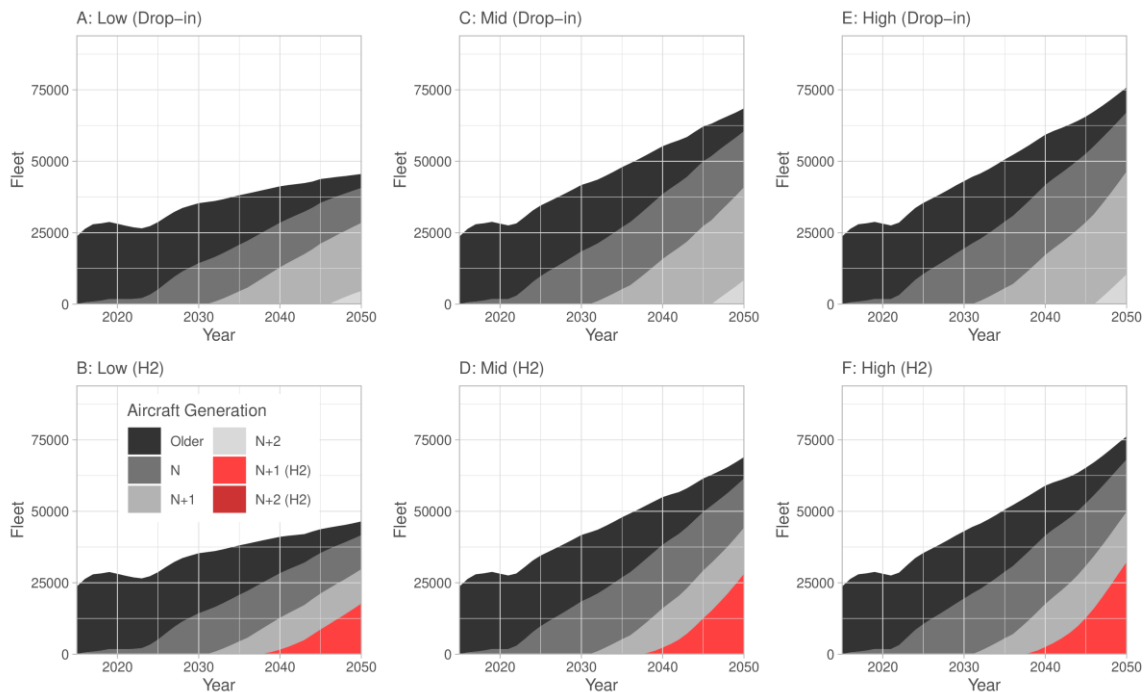 A: Low (Drop−in)
Fleet
75000
50000
25000
0
2020
2030
2040
2050
Year
C: Mid (Drop−in)
Fleet
75000
50000
25000
0
2020
2030
2040
2050
Year
E: High (Drop−in)
Fleet
75000
50000
25000
0
2020
2030
2040
2050
Year
B: Low (H2)
Fleet
75000
50000
25000
0
Aircraft Generation
Older
N
N+1
N+2
N+1 (H2)
N+2 (H2)
2020
2030
2040
2050
Year
D: Mid (H2)
Fleet
75000
50000
25000
0
2020
2030
2040
2050
Year
F: High (H2)
Fleet
75000
50000
25000
0
2020
2030
2040
2050
Year